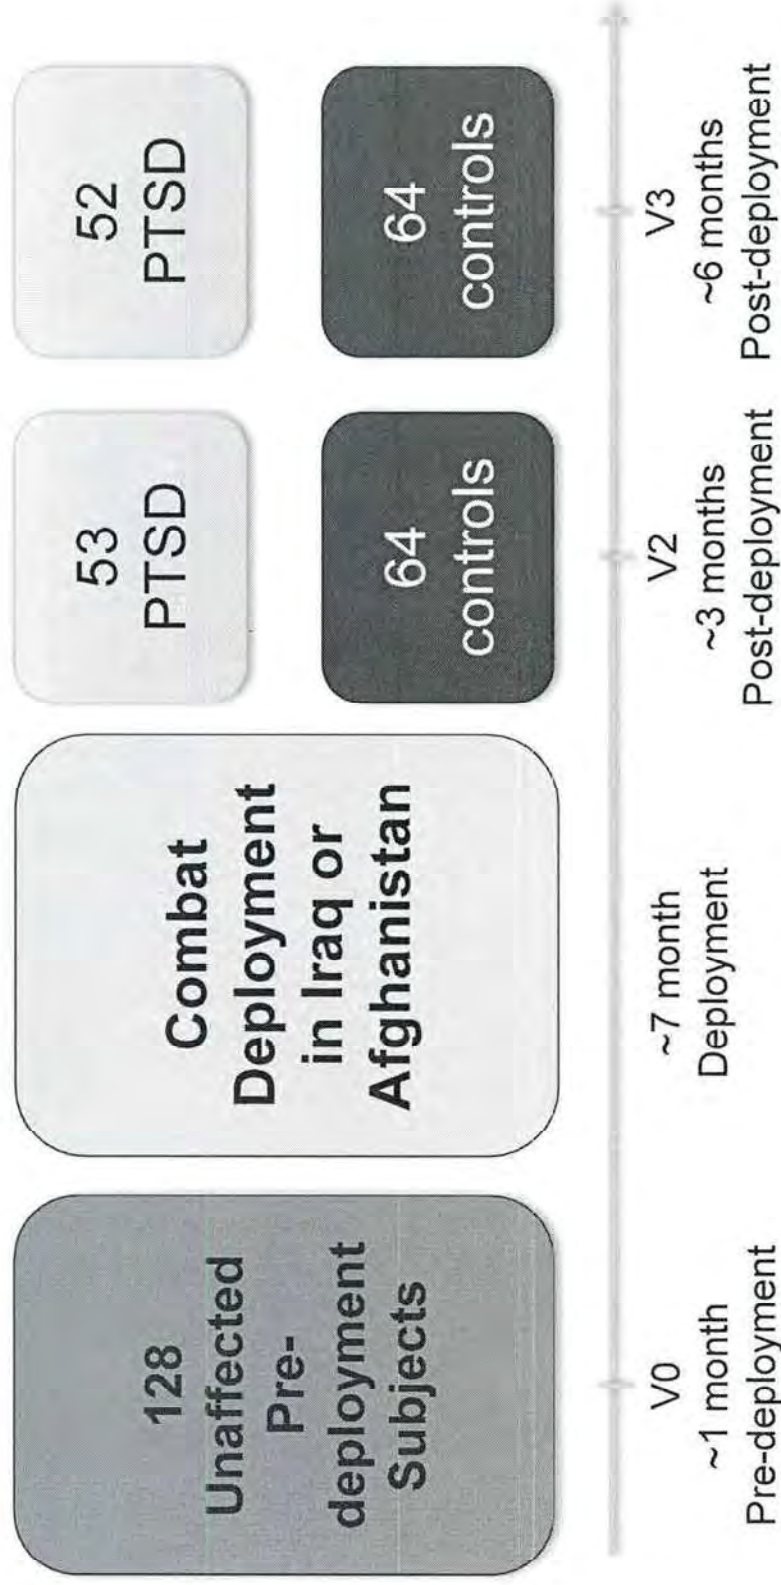 128
Unaffected
Pre-
deployment
Subjects
Combat
Deployment
in Iraq or
Afghanistan
53
PTSD
52
PTSD
64
controls
64
controls
V0
~1 month
Pre-deployment
~7 month
Deployment
V2
~3 months
Post-deployment
V3
~6 months
Post-deployment